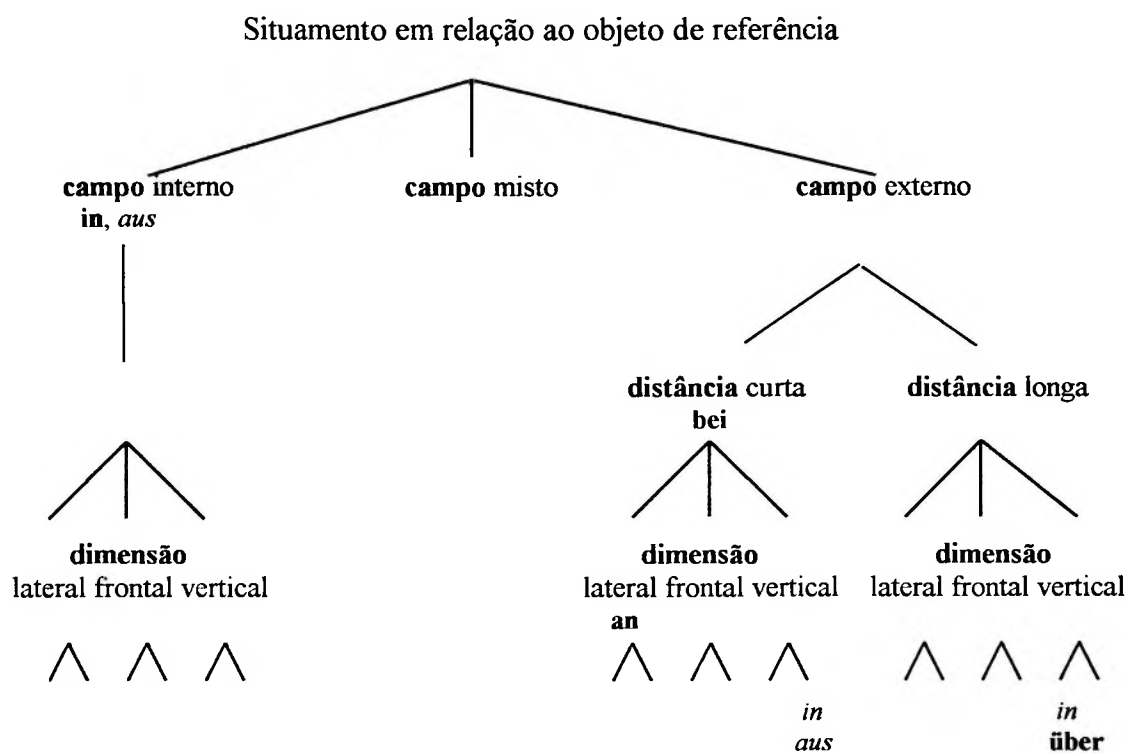 Situamento em relação ao objeto de referência
campo interno campo misto campo externo
in, aus
distância curta distância longa
bei
dimensão dimensão dimensão
lateral frontal vertical lateral frontal vertical lateral frontal vertical
an
in in
aus über